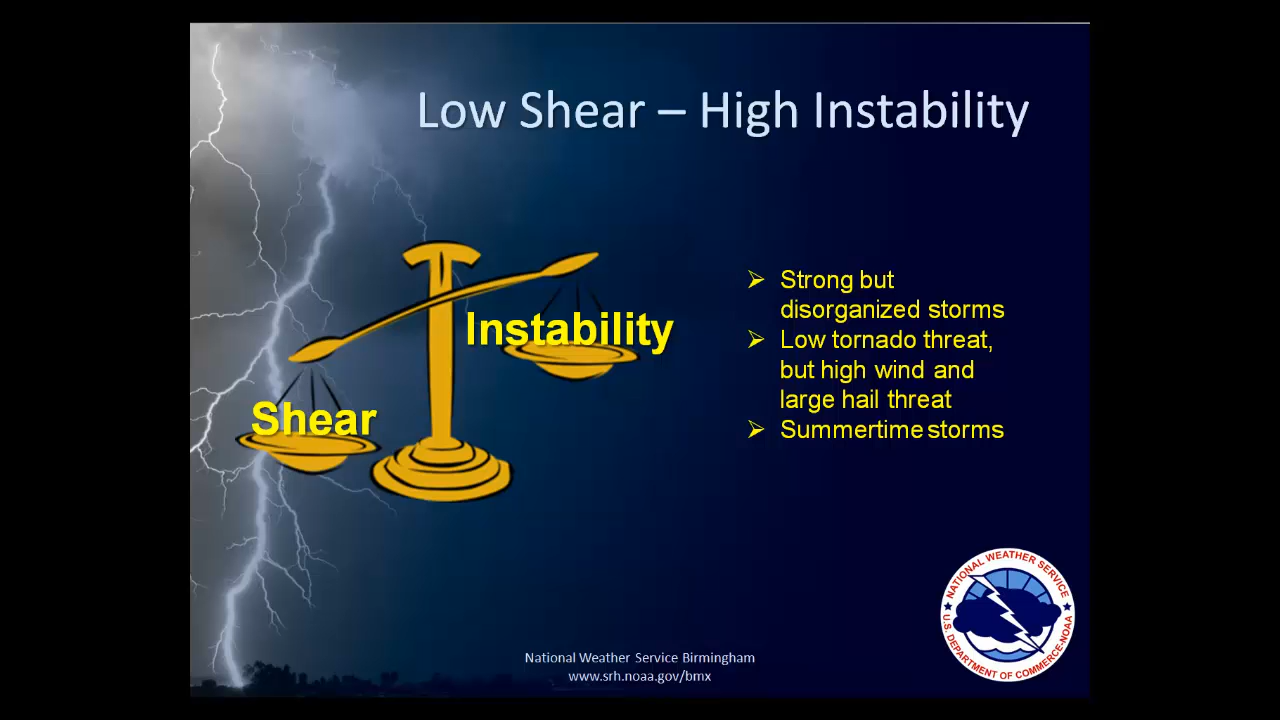 Low Shear – High Instability
Instability
Shear
➢ Strong but
disorganized storms
➢ Low tornado threat,
but high wind and
large hail threat
➢ Summertime storms
NATIONAL WEATHER SERVICE
U.S. DEPARTMENT OF COMMERCE-NOAA
National Weather Service Birmingham
www.srh.noaa.gov/bmx